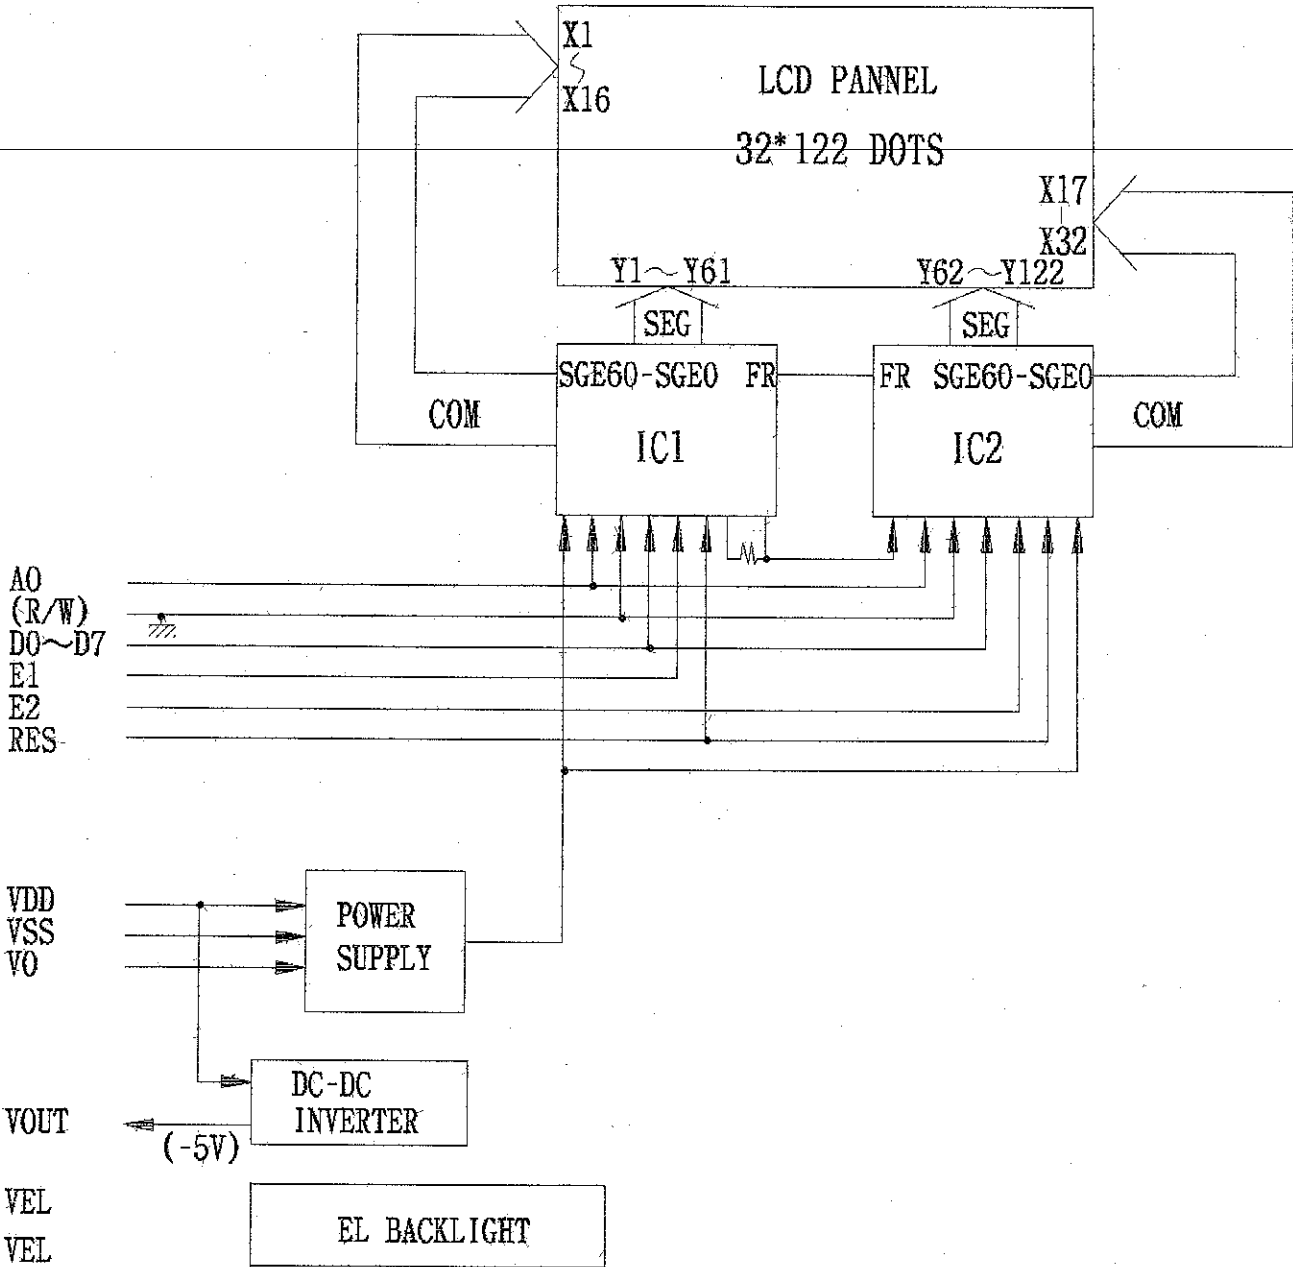 X1
X16
LCD PANNEL
32*122 DOTS
X17
X32
Y1~Y61
Y62~Y122
SEG
SEG
SGE60-SGE0 FR
FR SGE60-SGE0
COM
IC1
IC2
COM
A0
(R/W)
D0~D7
E1
E2
RES
VDD
VSS
VO
POWER
SUPPLY
DC-DC
INVERTER
VOUT
(-5V)
VEL
EL BACKLIGHT
VEL